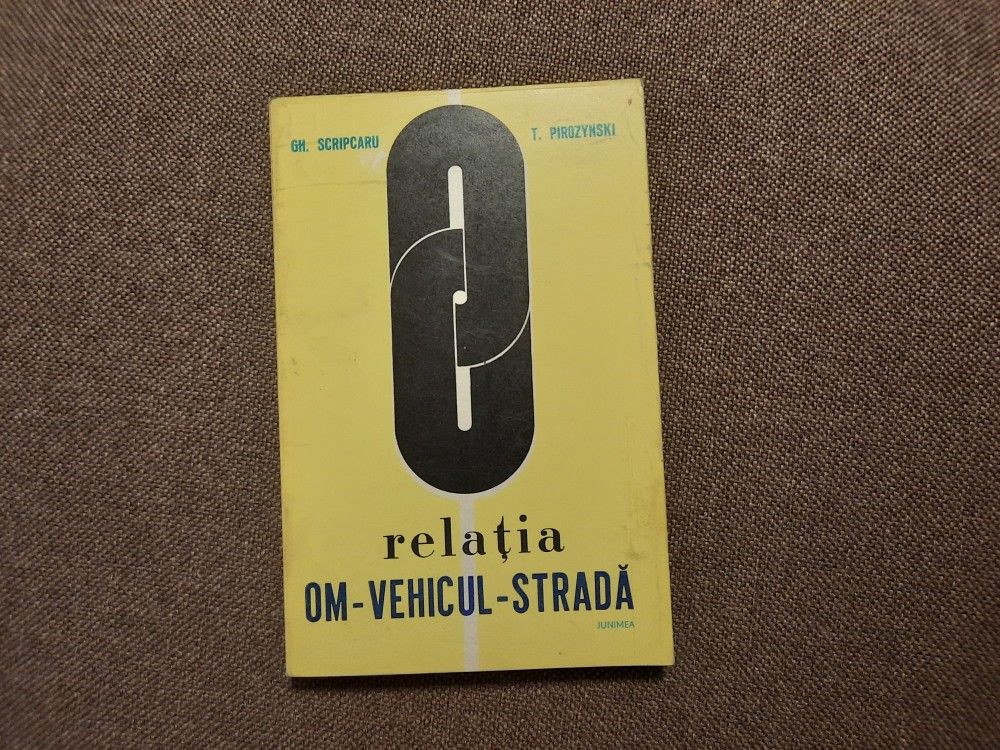 GH. SCRIPCARU
T. PIROZYNSKI
relația
OM-VEHICUL-STRADĂ
JUNIMEA